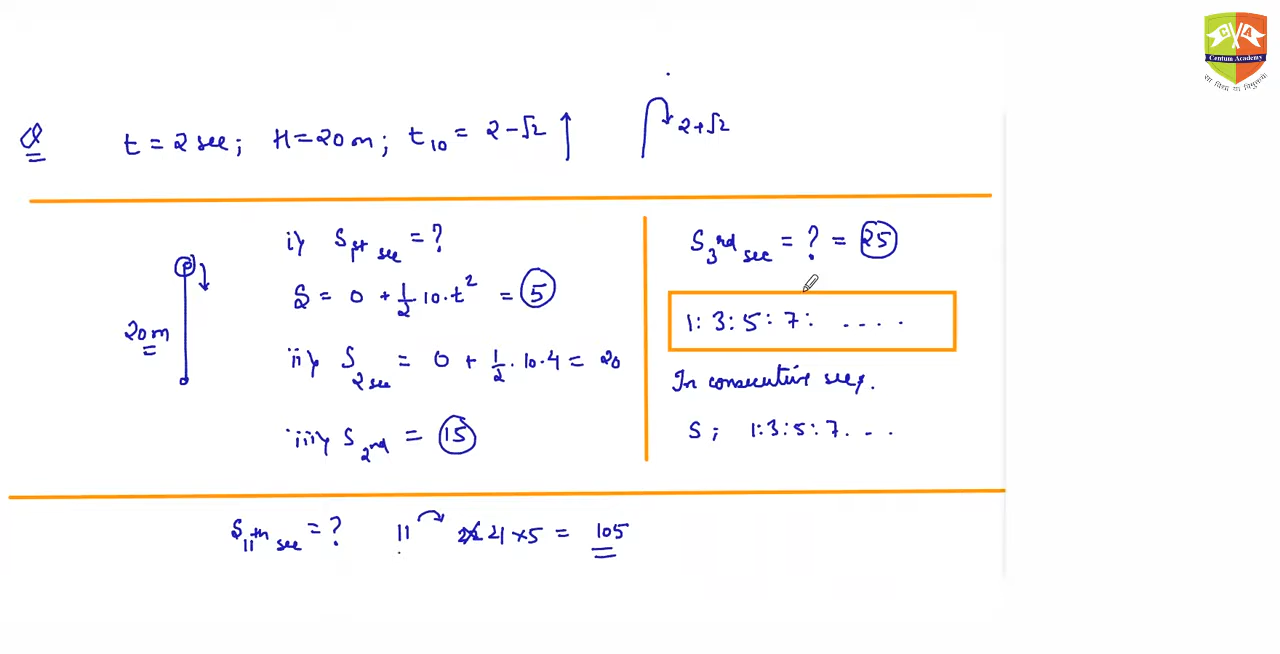 C A
Centum Academy
सा विद्या या विमुक्तये
Q t = 2 sec; H = 20 m; t10 = 2 - √2 ↑ 2 + √2
P
20 m
i) S1st sec = ?
S = 0 + 1/2 10 · t² = 5
ii) S2 sec = 0 + 1/2 · 10 · 4 = 20
iii) S2nd = 15
S3rd sec = ? = 25
1 : 3 : 5 : 7 : ....
In consecutive secs.
S ; 1 : 3 : 5 : 7 ...
S11th sec = ? 11 21 × 5 = 105